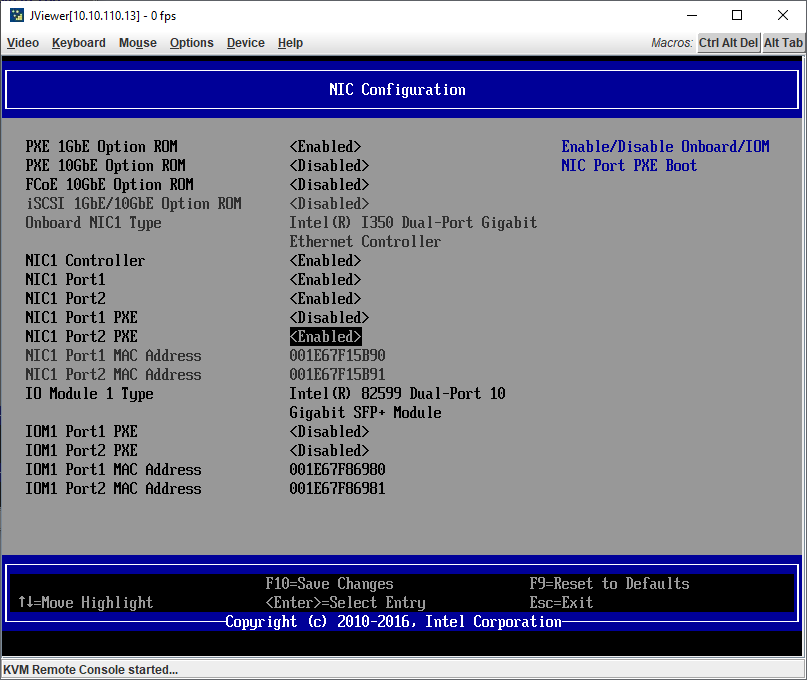 JViewer[10.10.110.13] - 0 fps
Video Keyboard Mouse Options Device Help Macros: Ctrl Alt Del Alt Tab
NIC Configuration
PXE 1GbE Option ROM <Enabled> Enable/Disable Onboard/IOM
PXE 10GbE Option ROM <Disabled> NIC Port PXE Boot
FCoE 10GbE Option ROM <Disabled>
iSCSI 1GbE/10GbE Option ROM <Disabled>
Onboard NIC1 Type Intel(R) I350 Dual-Port Gigabit
Ethernet Controller
NIC1 Controller <Enabled>
NIC1 Port1 <Enabled>
NIC1 Port2 <Enabled>
NIC1 Port1 PXE <Disabled>
NIC1 Port2 PXE <Enabled>
NIC1 Port1 MAC Address 001E67F15B90
NIC1 Port2 MAC Address 001E67F15B91
IO Module 1 Type Intel(R) 82599 Dual-Port 10
Gigabit SFP+ Module
IOM1 Port1 PXE <Disabled>
IOM1 Port2 PXE <Disabled>
IOM1 Port1 MAC Address 001E67F86980
IOM1 Port2 MAC Address 001E67F86981
F10=Save Changes F9=Reset to Defaults
↑↓=Move Highlight <Enter>=Select Entry Esc=Exit
Copyright (c) 2010-2016, Intel Corporation
KVM Remote Console started...